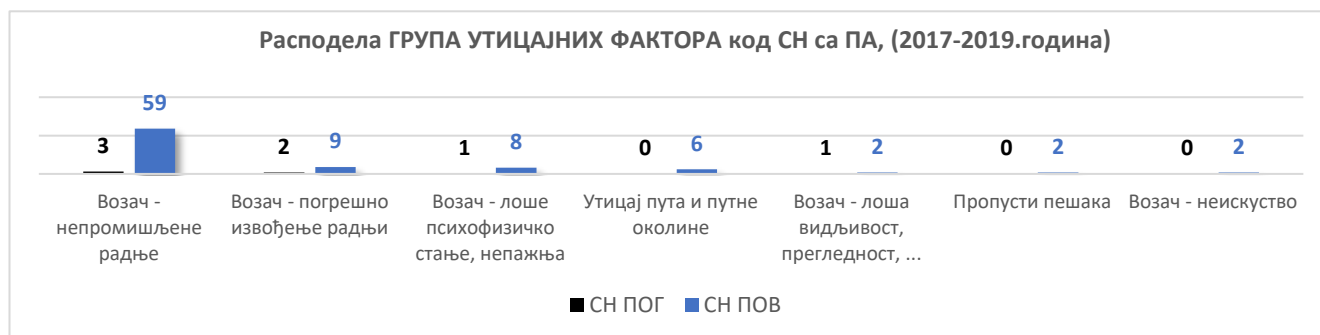 Расподела ГРУПА УТИЦАЈНИХ ФАКТОРА код СН са ПА, (2017-2019.година)
3 59 2 9 1 8 0 6 1 2 0 2 0 2
Возач -
непромишљене
радње
Возач - погрешно
извођење радњи
Возач - лоше
психофизичко
стање, непажња
Утицај пута и путне
околине
Возач - лоша
видљивост,
прегледност, ...
Пропусти пешака
Возач - неискуство
СН ПОГ СН ПОВ